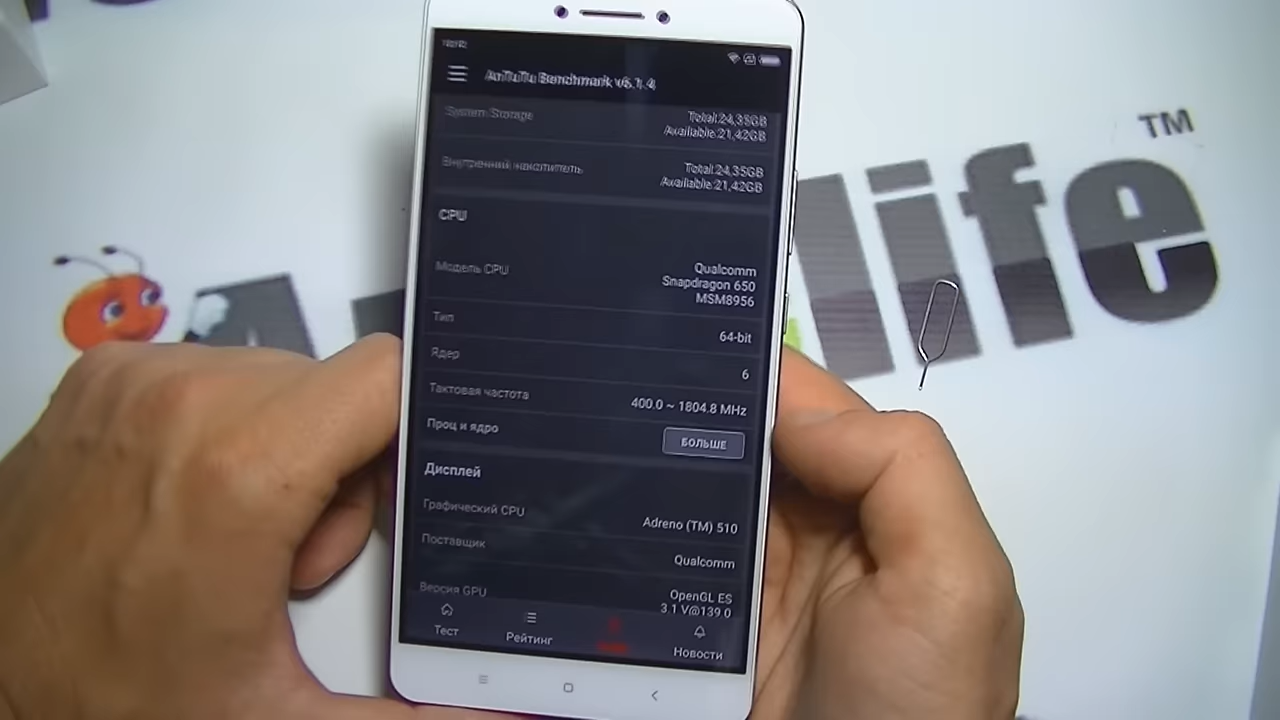 AnTuTu Benchmark v6.1.4
System Storage
Total:24,35GB
Available:21,42GB
Внутренний накопитель
Total:24,35GB
Available:21,42GB
CPU
Модель CPU
Qualcomm
Snapdragon 650
MSM8956
Тип
64-bit
Ядер
6
Тактовая частота
400.0 ~ 1804.8 MHz
Проц и ядро
БОЛЬШЕ
Дисплей
Графический CPU
Adreno (TM) 510
Поставщик
Qualcomm
Версия GPU
OpenGL ES
3.1 V@139.0
Тест
Рейтинг
Новости
life
TM